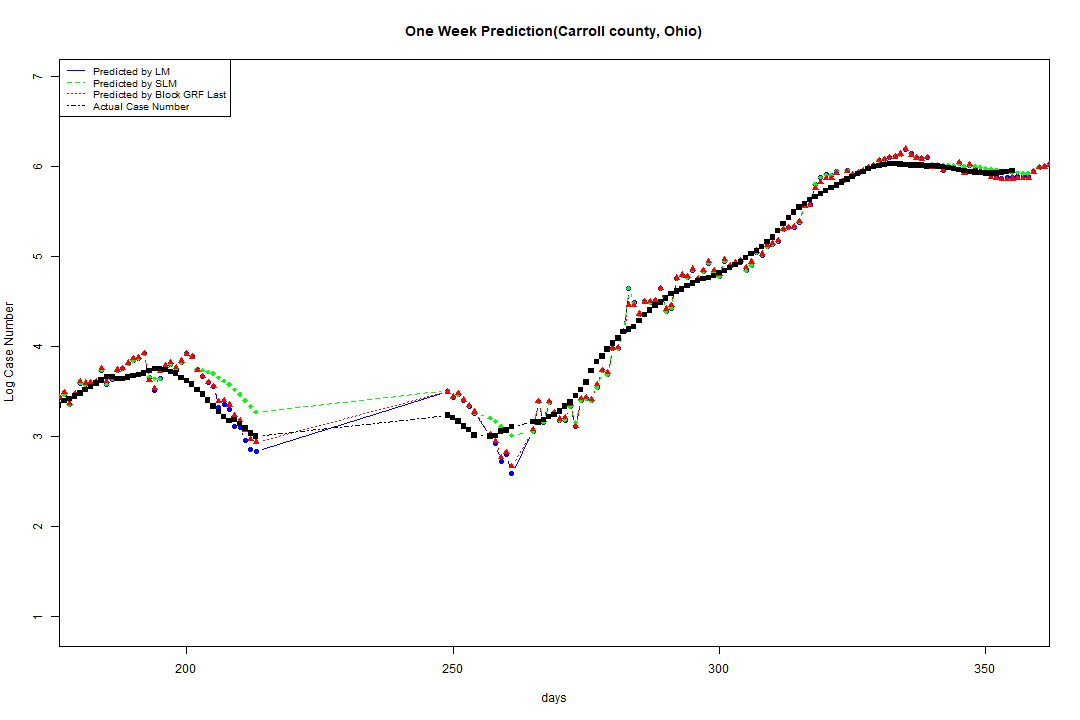 One Week Prediction(Carroll county, Ohio)
Predicted by LM
Predicted by SLM
Predicted by Block GRF Last
Actual Case Number
7
6
5
4
3
2
1
Log Case Number
200 250 300 350
days